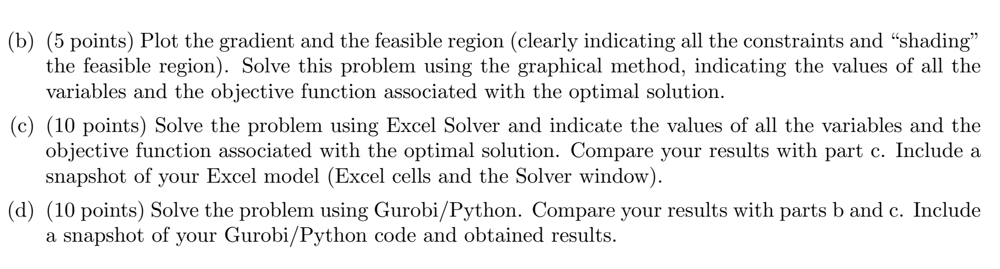 (b) (5 points) Plot the gradient and the feasible region (clearly indicating all the constraints and “shading”
the feasible region). Solve this problem using the graphical method, indicating the values of all the
variables and the objective function associated with the optimal solution.
(c) (10 points) Solve the problem using Excel Solver and indicate the values of all the variables and the
objective function associated with the optimal solution. Compare your results with part c. Include a
snapshot of your Excel model (Excel cells and the Solver window).
(d) (10 points) Solve the problem using Gurobi/Python. Compare your results with parts b and c. Include
a snapshot of your Gurobi/Python code and obtained results.